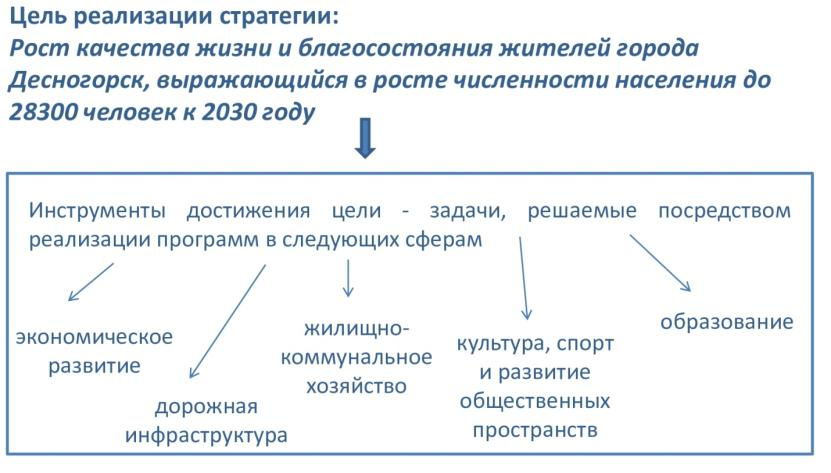 Цель реализации стратегии:
Рост качества жизни и благосостояния жителей города
Десногорск, выражающийся в росте численности населения до
28300 человек к 2030 году
Инструменты достижения цели - задачи, решаемые посредством
реализации программ в следующих сферам
экономическое
развитие
дорожная
инфраструктура
жилищно-
коммунальное
хозяйство
культура, спорт
и развитие
общественных
пространств
образование